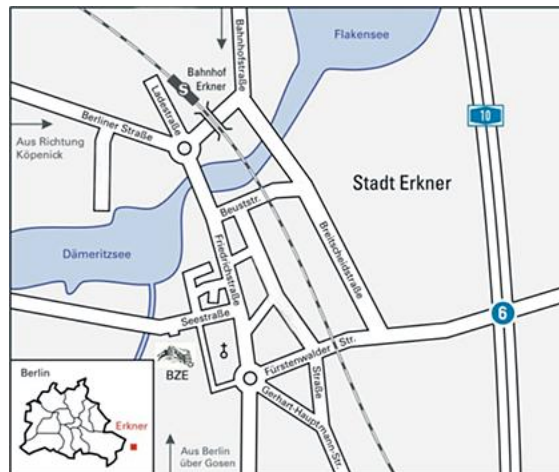 Flakensee
Bahnhofstraße
Bahnhof
Erkner
S
Ladestraße
Berliner Straße
Aus Richtung
Köpenick
10
Stadt Erkner
Beuststr.
Dämeritzsee
Friedrichstraße
Breitscheidstraße
Seestraße
6
BZE
Fürstenwalder Str.
Straße
Gerhart-Hauptmann-Str.
Berlin
Erkner
Aus Berlin
über Gosen